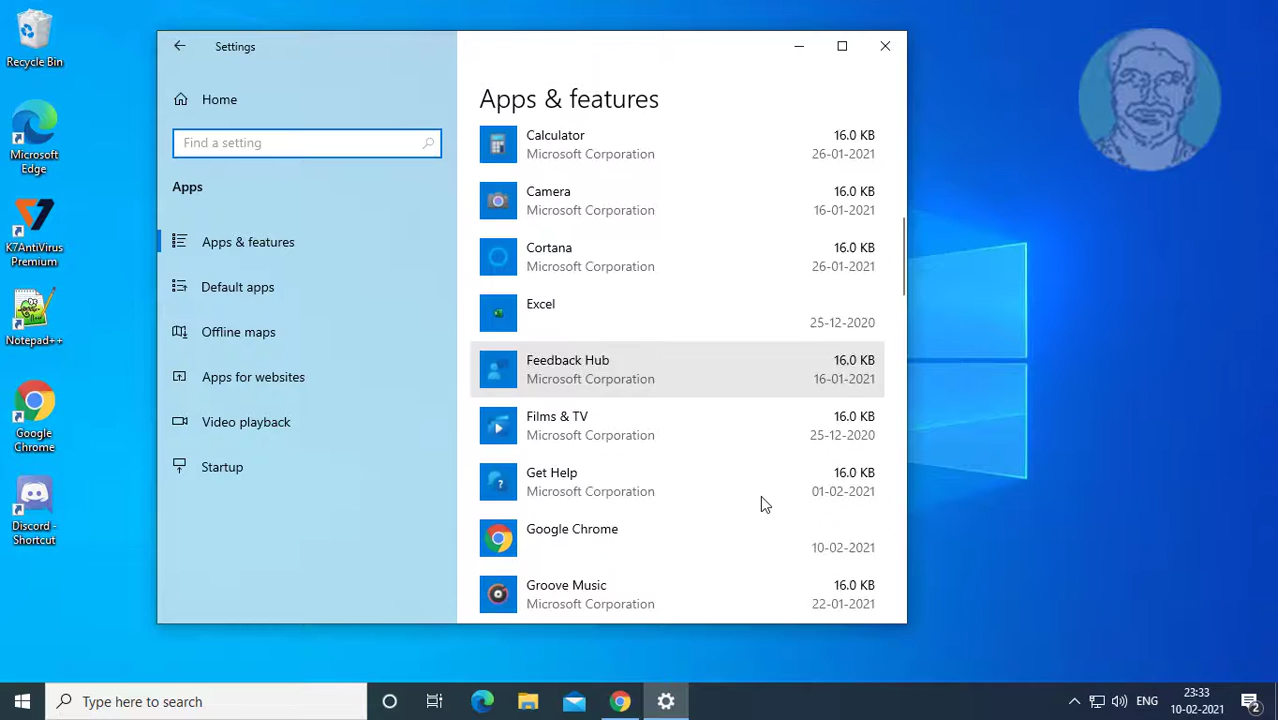 Recycle Bin
Microsoft
Edge
K7AntiVirus
Premium
Notepad++
Google
Chrome
Discord -
Shortcut
Settings
Home
Find a setting
Apps
Apps & features
Default apps
Offline maps
Apps for websites
Video playback
Startup
Apps & features
Calculator 16.0 KB
Microsoft Corporation 26-01-2021
Camera 16.0 KB
Microsoft Corporation 16-01-2021
Cortana 16.0 KB
Microsoft Corporation 26-01-2021
Excel
25-12-2020
Feedback Hub 16.0 KB
Microsoft Corporation 16-01-2021
Films & TV 16.0 KB
Microsoft Corporation 25-12-2020
Get Help 16.0 KB
Microsoft Corporation 01-02-2021
Google Chrome
10-02-2021
Groove Music 16.0 KB
Microsoft Corporation 22-01-2021
Type here to search
ENG
23:33
10-02-2021
2